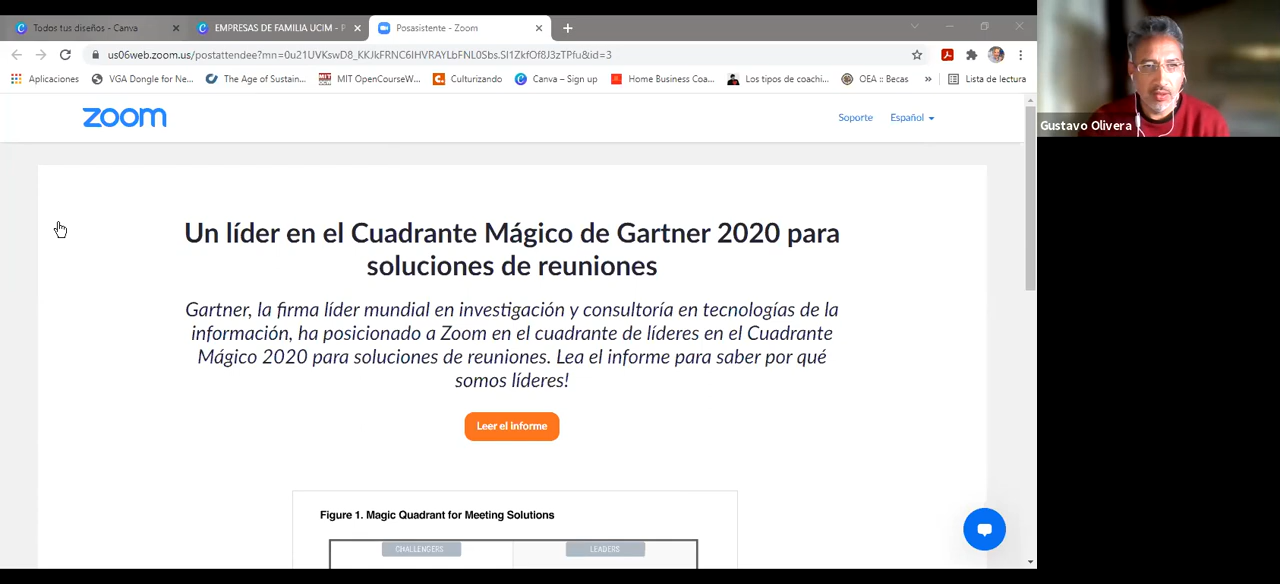 Todos tus diseños - Canva
EMPRESAS DE FAMILIA UCIM - P
Posasistente - Zoom
us06web.zoom.us/postattendee?mn=0u21UVKswD8_KKJkFRNC6IHVRAYLbFNL0Sbs.Sl1ZkfOf8J3zTPfu&id=3
Aplicaciones
VGA Dongle for Ne...
The Age of Sustain...
MIT OpenCourseW...
Culturizando
Canva – Sign up
Home Business Coa...
Los tipos de coachi...
OEA :: Becas
»
Lista de lectura
zoom
Soporte
Español
Gustavo Olivera
Un líder en el Cuadrante Mágico de Gartner 2020 para
soluciones de reuniones
Gartner, la firma líder mundial en investigación y consultoría en tecnologías de la
información, ha posicionado a Zoom en el cuadrante de líderes en el Cuadrante
Mágico 2020 para soluciones de reuniones. Lea el informe para saber por qué
somos líderes!
Leer el informe
Figure 1. Magic Quadrant for Meeting Solutions
CHALLENGERS
LEADERS